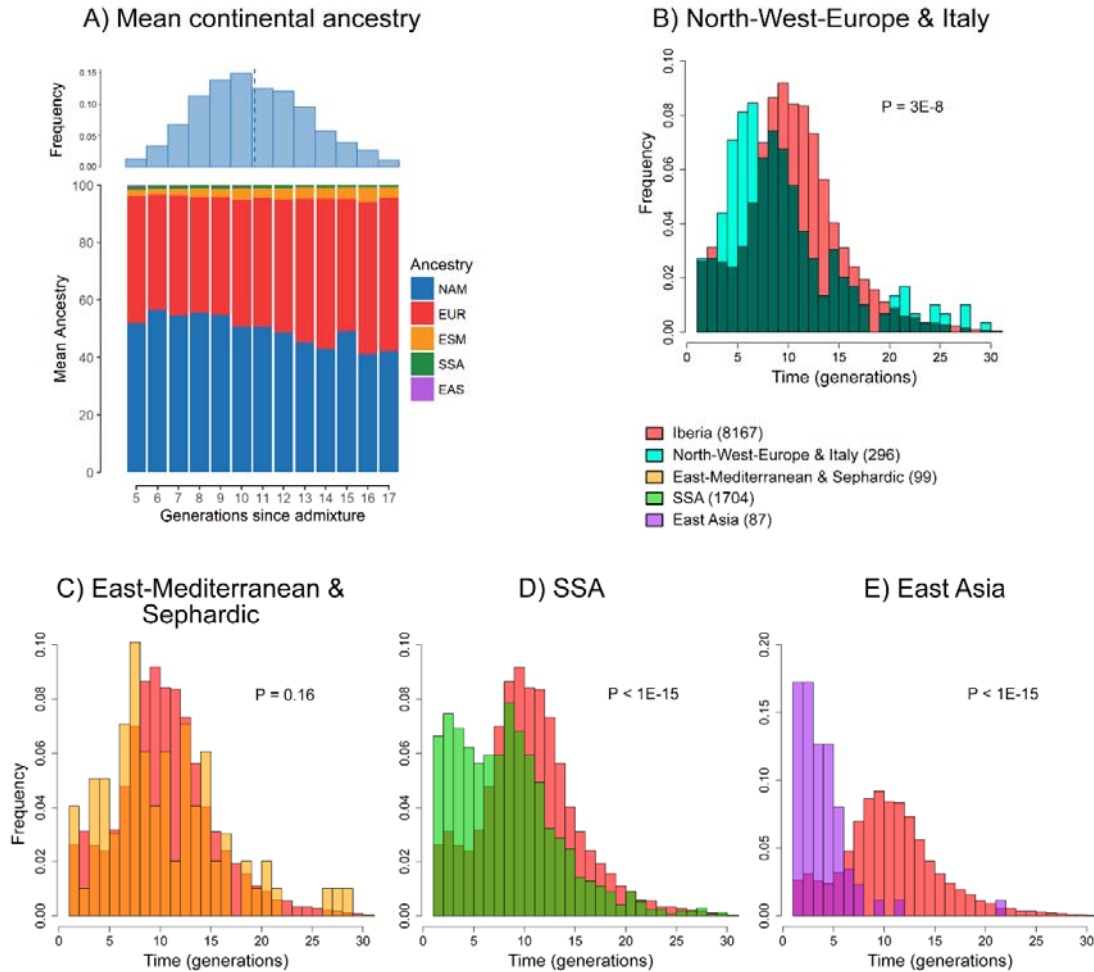 A) Mean continental ancestry
Frequency
0.15
0.10
0.05
0.00
Mean Ancestry
100
80
60
40
20
0
5 6 7 8 9 10 11 12 13 14 15 16 17
Generations since admixture
Ancestry
NAM
EUR
ESM
SSA
EAS
B) North-West-Europe & Italy
P = 3E-8
Frequency
0.10
0.08
0.06
0.04
0.02
0.00
0 5 10 15 20 25 30
Time (generations)
Iberia (8167)
North-West-Europe & Italy (296)
East-Mediterranean & Sephardic (99)
SSA (1704)
East Asia (87)
C) East-Mediterranean &
Sephardic
P = 0.16
Frequency
0.10
0.08
0.06
0.04
0.02
0.00
0 5 10 15 20 25 30
Time (generations)
D) SSA
P < 1E-15
0.10
0.08
0.06
0.04
0.02
0.00
0 5 10 15 20 25 30
Time (generations)
E) East Asia
P < 1E-15
0.20
0.15
0.10
0.05
0.00
0 5 10 15 20 25 30
Time (generations)